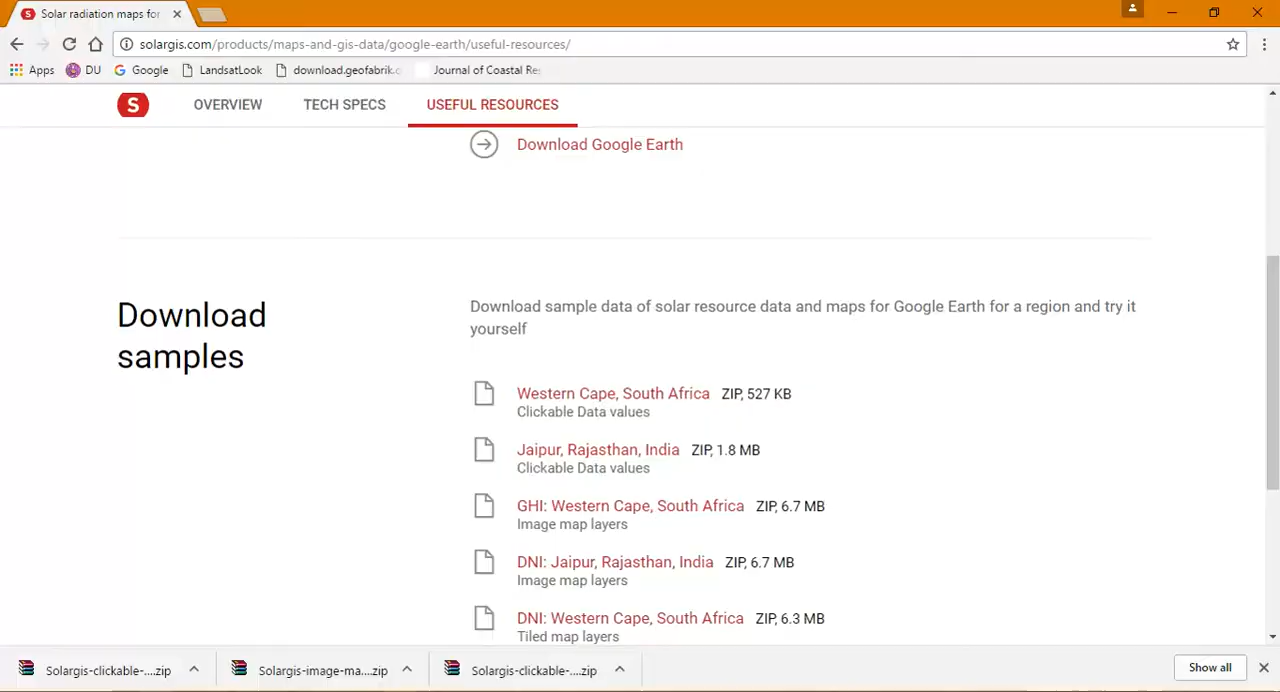 Solar radiation maps for
solargis.com/products/maps-and-gis-data/google-earth/useful-resources/
Apps DU Google LandsatLook download.geofabrik. Journal of Coastal Re
S OVERVIEW TECH SPECS USEFUL RESOURCES
Download Google Earth
Download
samples
Download sample data of solar resource data and maps for Google Earth for a region and try it
yourself
Western Cape, South Africa ZIP, 527 KB
Clickable Data values
Jaipur, Rajasthan, India ZIP, 1.8 MB
Clickable Data values
GHI: Western Cape, South Africa ZIP, 6.7 MB
Image map layers
DNI: Jaipur, Rajasthan, India ZIP, 6.7 MB
Image map layers
DNI: Western Cape, South Africa ZIP, 6.3 MB
Tiled map layers
Solargis-clickable-....zip Solargis-image-ma....zip Solargis-clickable-....zip Show all